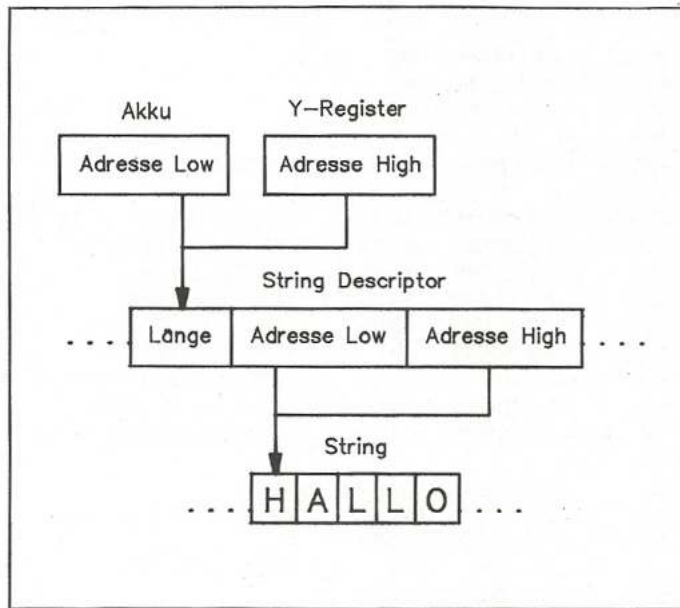 Akku Y-Register
Adresse Low Adresse High
String Descriptor
.... Länge Adresse Low Adresse High ....
String
.... HALLO ...